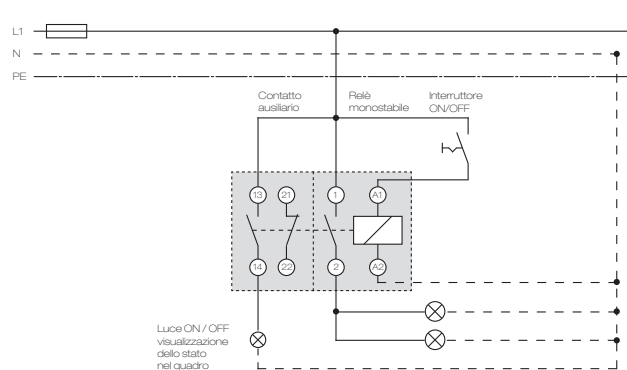 L1
N
PE
Contatto
ausiliario
Relè
monostabile
Interruttore
ON/OFF
13
21
1
A1
14
22
2
A2
Luce ON / OFF
visualizzazione
dello stato
nel quadro